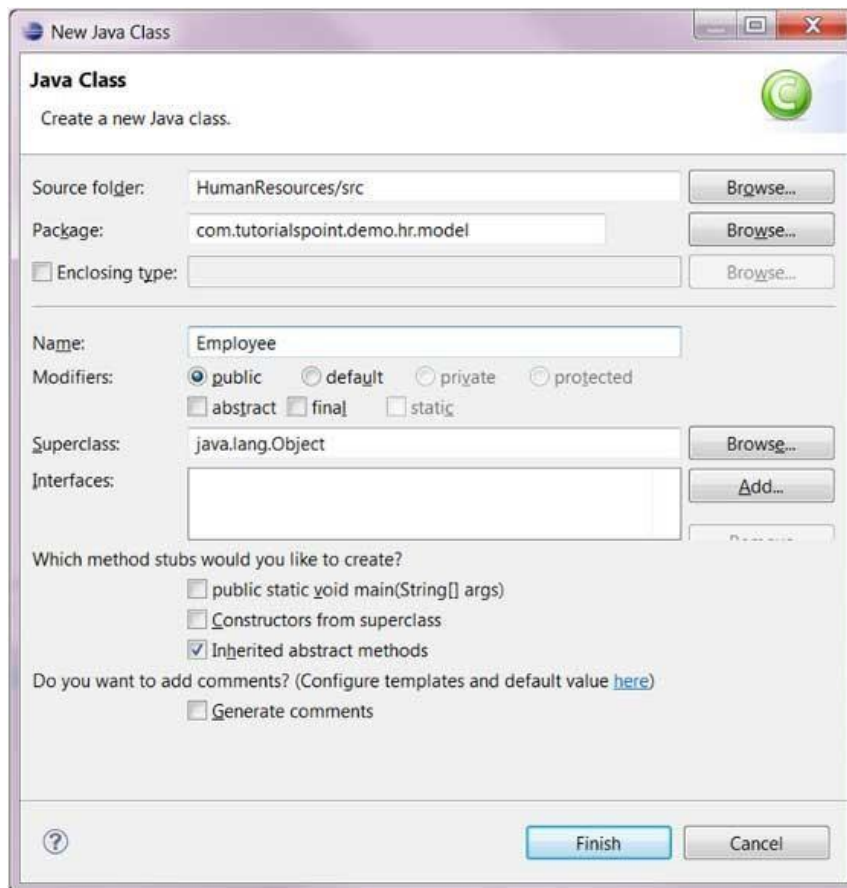 New Java Class
Java Class
Create a new Java class.
Source folder: HumanResources/src Browse...
Package: com.tutorialspoint.demo.hr.model Browse...
Enclosing type: Browse...
Name: Employee
Modifiers: public default private protected
abstract final static
Superclass: java.lang.Object Browse...
Interfaces: Add...
Which method stubs would you like to create?
public static void main(String[] args)
Constructors from superclass
Inherited abstract methods
Do you want to add comments? (Configure templates and default value here)
Generate comments
? Finish Cancel